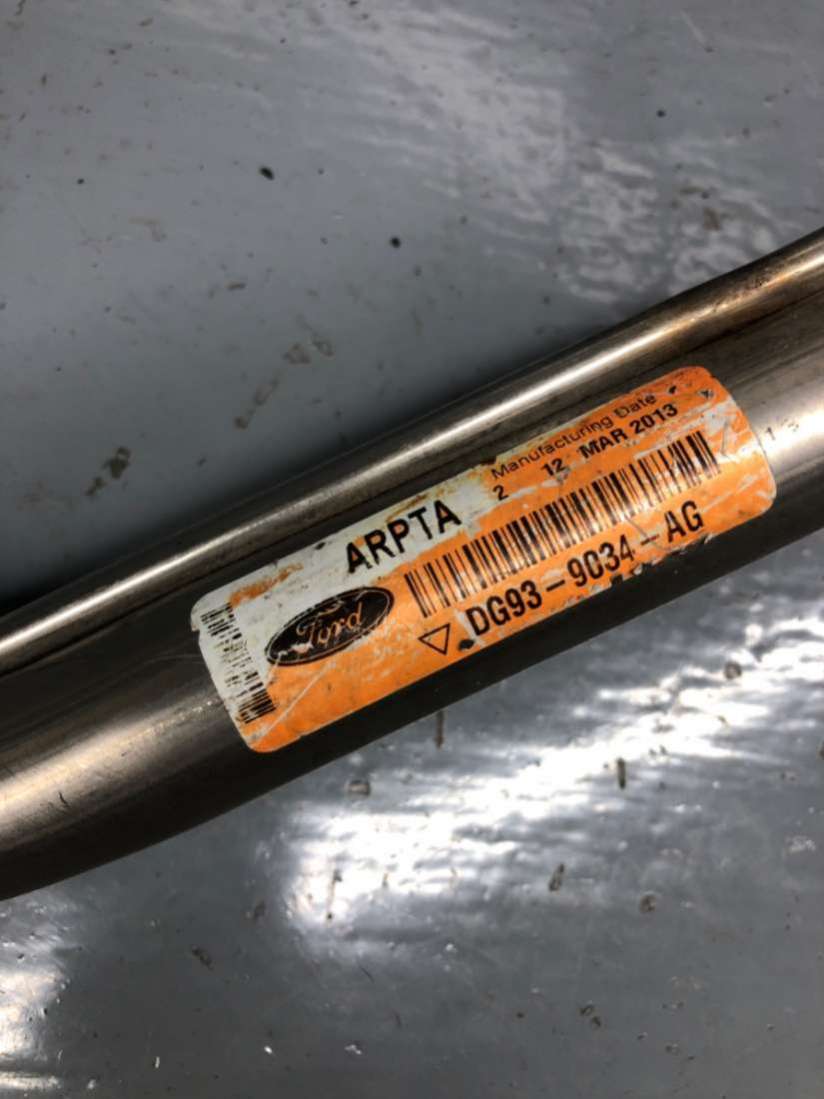 Manufacturing Date
2 12 MAR 2013
ARPTA
DG93-9034-AG
Ford